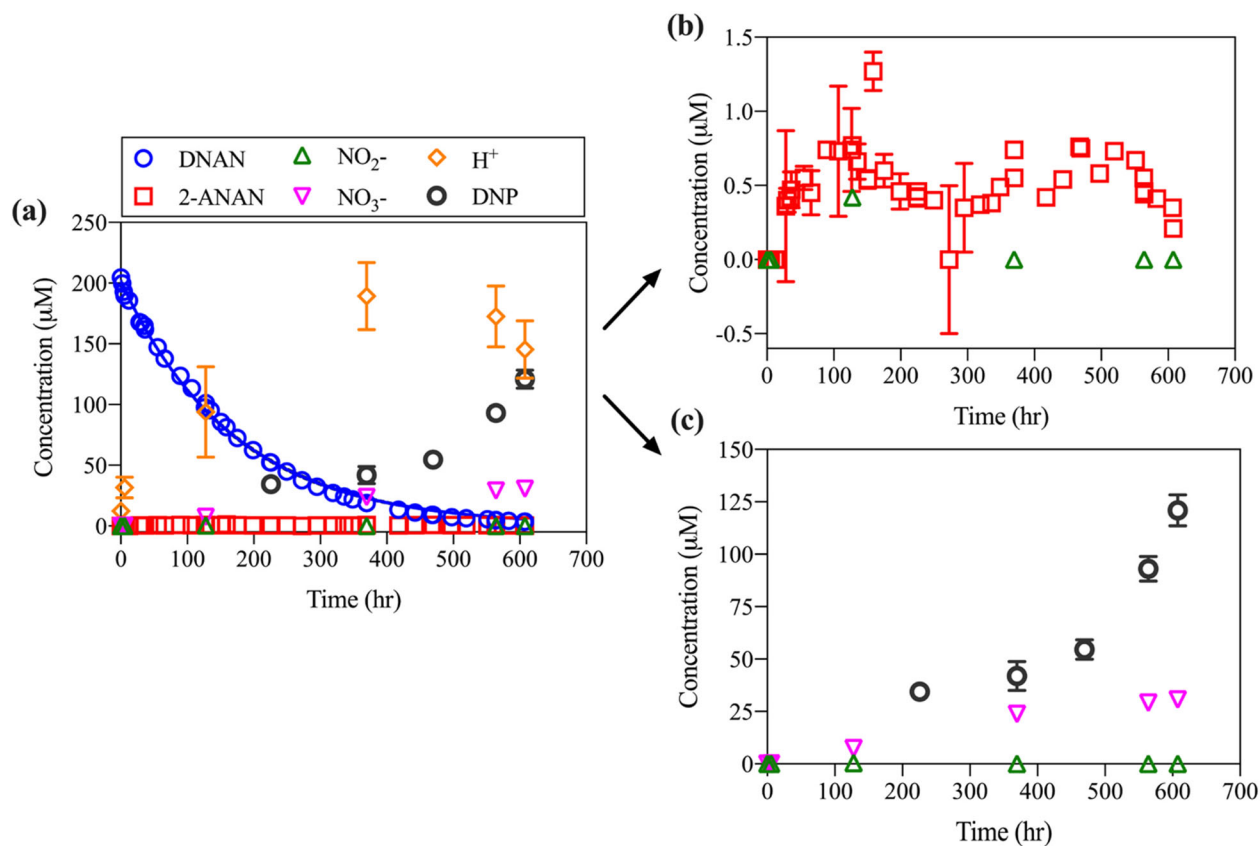 (b)
1.5
1.0
0.5
0.0
-0.5
Concentration (μM)
0 100 200 300 400 500 600 700
Time (hr)
DNAN NO2- H+
2-ANAN NO3- DNP
(a)
250
200
150
100
50
0
Concentration (μM)
0 100 200 300 400 500 600 700
Time (hr)
(c)
150
125
100
75
50
25
0
Concentration (μM)
0 100 200 300 400 500 600 700
Time (hr)